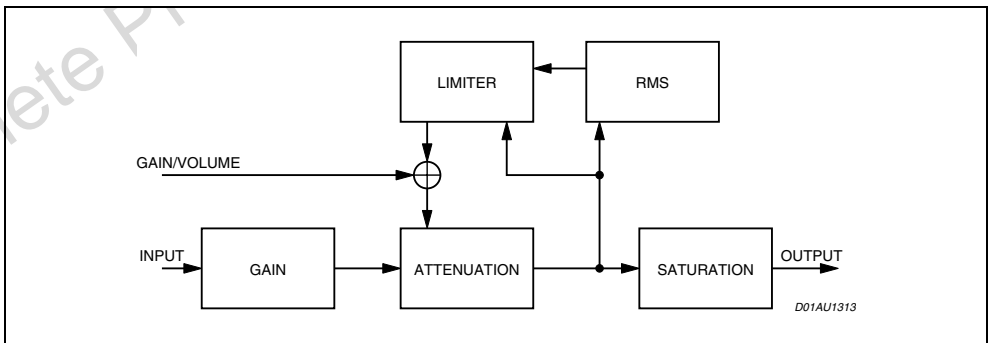 LIMITER
RMS
GAIN/VOLUME
INPUT
GAIN
ATTENUATION
SATURATION
OUTPUT
D01AU1313